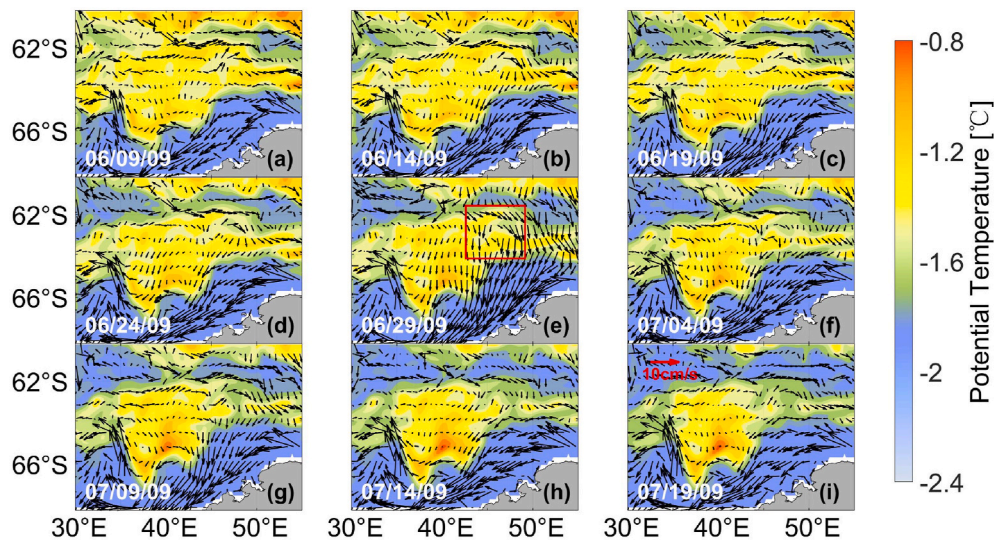 62°S
66°S
06/09/09 (a)
06/14/09 (b)
06/19/09 (c)
62°S
66°S
06/24/09 (d)
06/29/09 (e)
07/04/09 (f)
62°S
66°S
10cm/s
07/09/09 (g)
07/14/09 (h)
07/19/09 (i)
30°E 40°E 50°E
30°E 40°E 50°E
30°E 40°E 50°E
-0.8
-1.2
-1.6
-2
-2.4
Potential Temperature [℃]